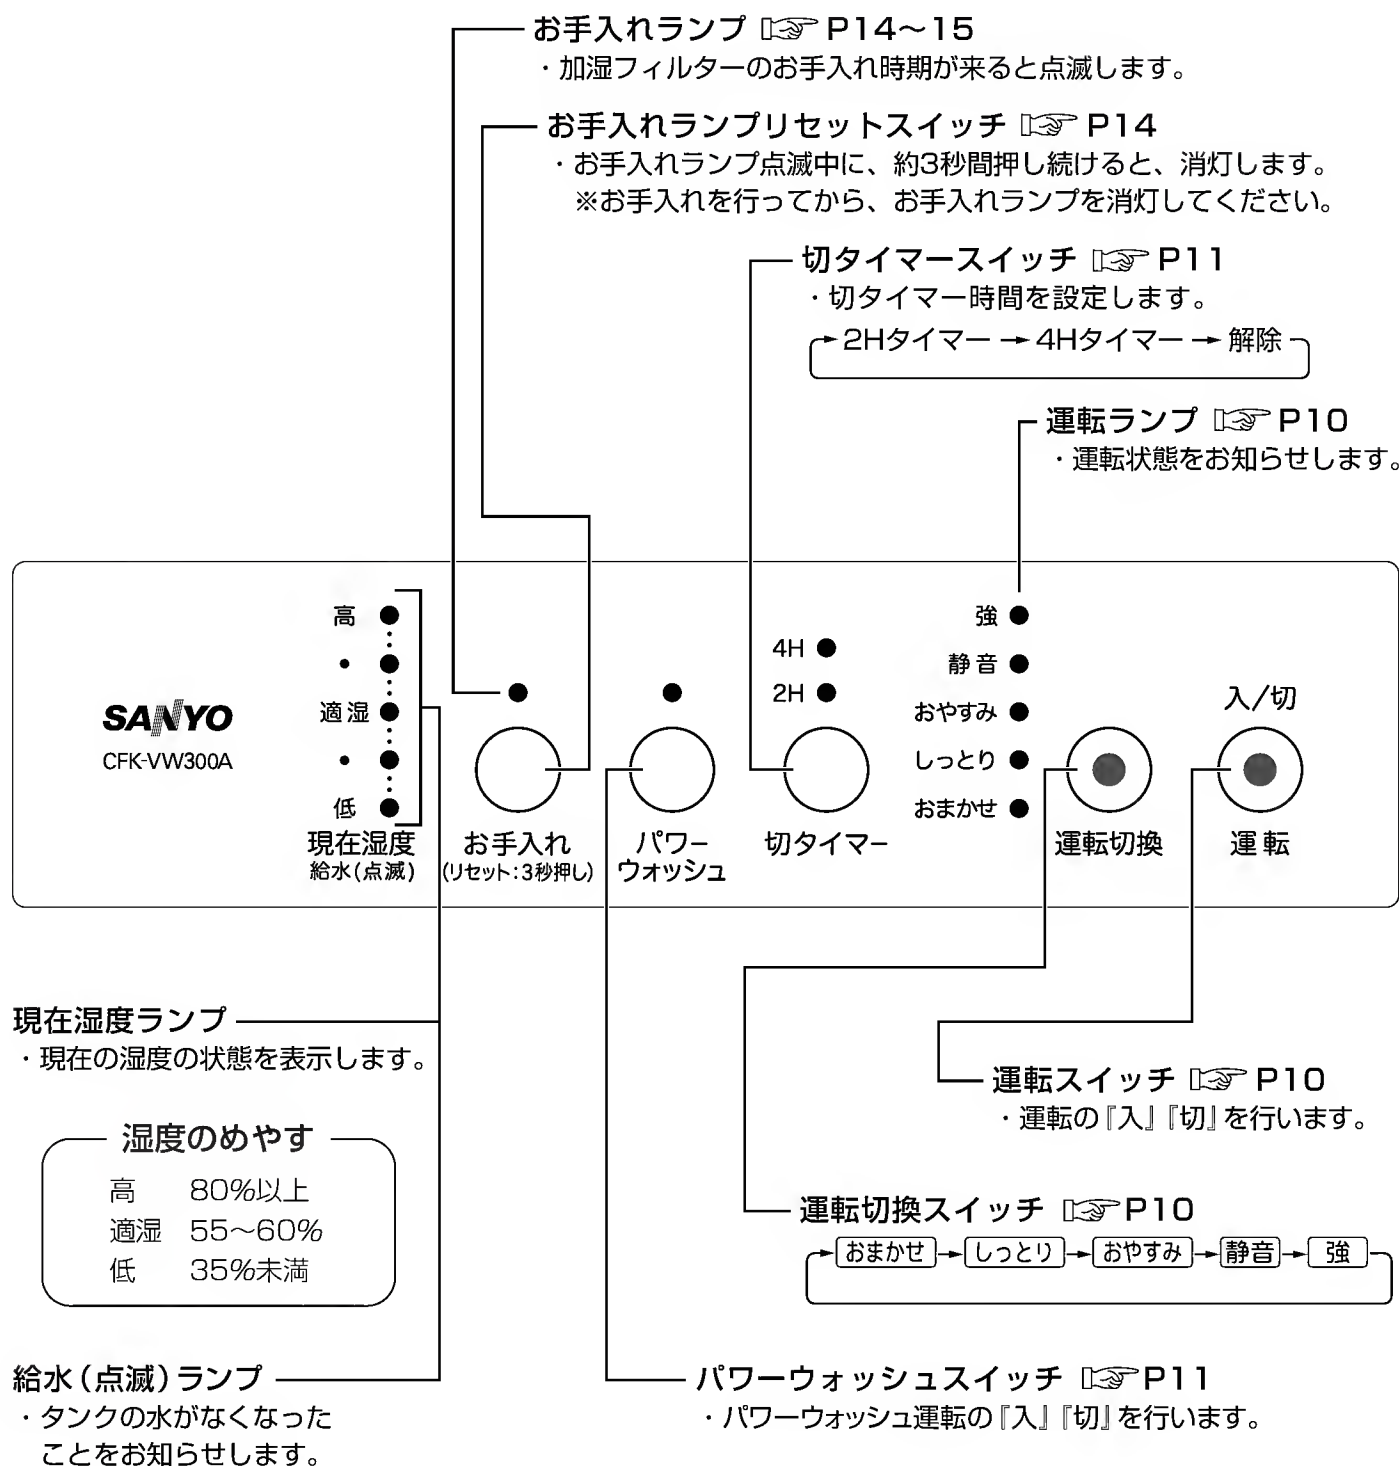 お手入れランプ ☞ P14～15
・加湿フィルターのお手入れ時期が来ると点滅します。
お手入れランプリセットスイッチ ☞ P14
・お手入れランプ点滅中に、約3秒間押し続けると、消灯します。
※お手入れを行ってから、お手入れランプを消灯してください。
切タイマースイッチ ☞ P11
・切タイマー時間を設定します。
2Hタイマー → 4Hタイマー → 解除
運転ランプ ☞ P10
・運転状態をお知らせします。
SANYO
CFK-VW300A
高
・
適湿
・
低
現在湿度
給水(点滅)
お手入れ
(リセット：3秒押し)
パワー
ウォッシュ
4H
2H
切タイマー
強
静音
おやすみ
しっとり
おまかせ
運転切換
入/切
運転
現在湿度ランプ
・現在の湿度の状態を表示します。
湿度のめやす
高 80%以上
適湿 55～60%
低 35%未満
給水（点滅）ランプ
・タンクの水がなくなった
ことをお知らせします。
運転スイッチ ☞ P10
・運転の『入』『切』を行います。
運転切換スイッチ ☞ P10
おまかせ → しっとり → おやすみ → 静音 → 強
パワーウォッシュスイッチ ☞ P11
・パワーウォッシュ運転の『入』『切』を行います。